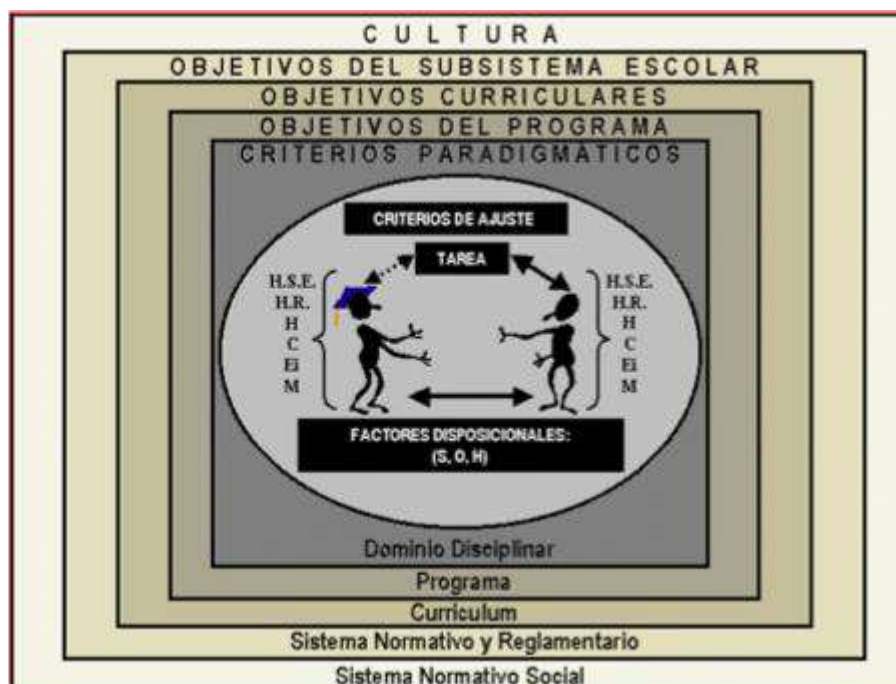 CULTURA
OBJETIVOS DEL SUBSISTEMA ESCOLAR
OBJETIVOS CURRICULARES
OBJETIVOS DEL PROGRAMA
CRITERIOS PARADIGMATICOS
CRITERIOS DE AJUSTE
TAREA
H.S.E.
H.R.
H
C
Ei
M
H.S.E.
H.R.
H
C
Ei
M
FACTORES DISPOSICIONALES:
(S, O, H)
Dominio Disciplinar
Programa
Curriculum
Sistema Normativo y Reglamentario
Sistema Normativo Social